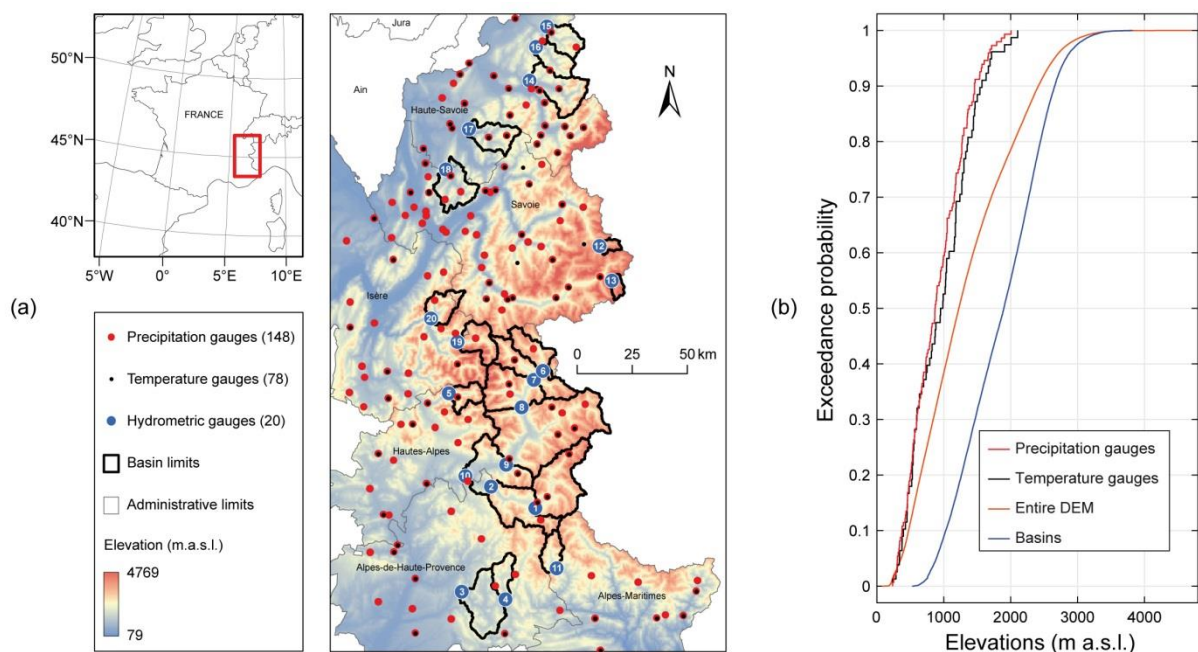 (a)
50°N
45°N
40°N
FRANCE
5°W
0°E
5°E
10°E
Precipitation gauges (148)
Temperature gauges (78)
Hydrometric gauges (20)
Basin limits
Administrative limits
Elevation (m.a.s.l.)
4769
79
Jura
Ain
Haute-Savoie
Savoie
Isère
Hautes-Alpes
Alpes-de-Haute-Provence
Alpes-Maritimes
N
0 25 50 km
15
16
14
17
18
12
13
20
19
6
7
5
8
9
10
2
1
11
3
4
(b)
Exceedance probability
1
0.9
0.8
0.7
0.6
0.5
0.4
0.3
0.2
0.1
0
0 1000 2000 3000 4000
Elevations (m a.s.l.)
Precipitation gauges
Temperature gauges
Entire DEM
Basins